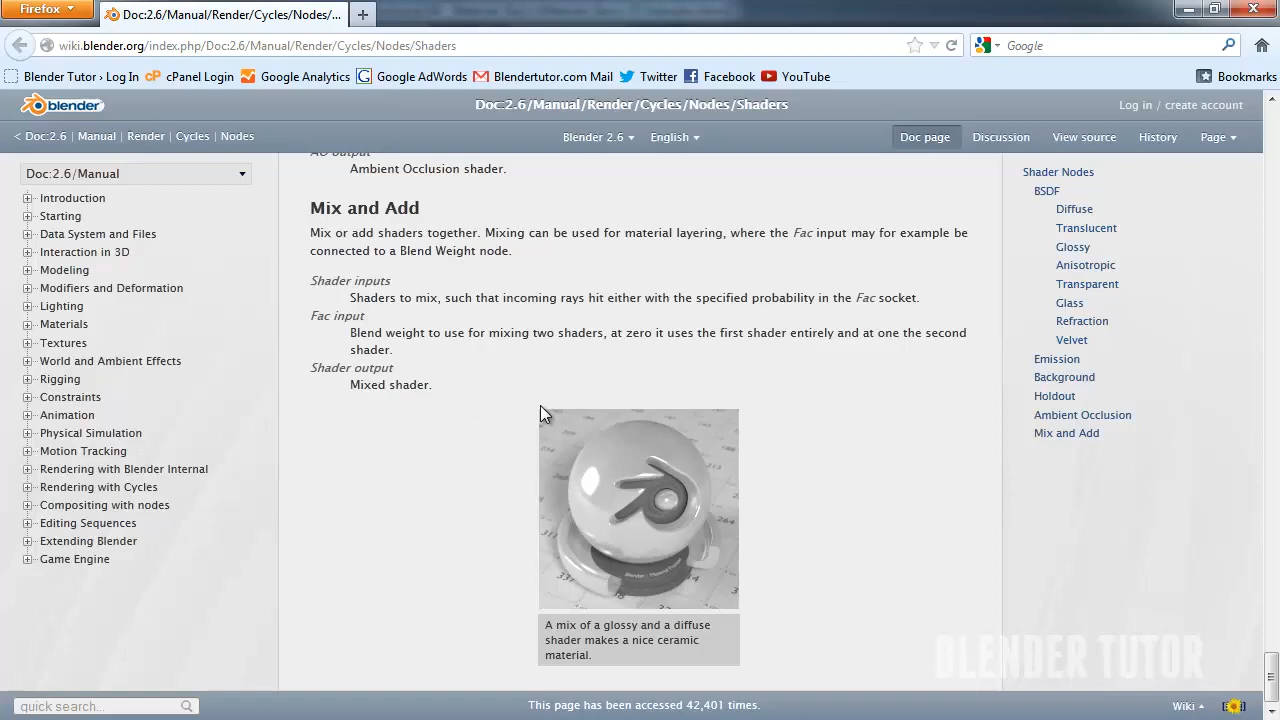 Firefox
Doc:2.6/Manual/Render/Cycles/Nodes/...
wiki.blender.org/index.php/Doc:2.6/Manual/Render/Cycles/Nodes/Shaders
Google
Blender Tutor › Log In
cPanel Login
Google Analytics
Google AdWords
Blendertutor.com Mail
Twitter
Facebook
YouTube
Bookmarks
blender
Doc:2.6/Manual/Render/Cycles/Nodes/Shaders
Log in / create account
< Doc:2.6 | Manual | Render | Cycles | Nodes
Blender 2.6
English
Doc page
Discussion
View source
History
Page
Doc:2.6/Manual
Introduction
Starting
Data System and Files
Interaction in 3D
Modeling
Modifiers and Deformation
Lighting
Materials
Textures
World and Ambient Effects
Rigging
Constraints
Animation
Physical Simulation
Motion Tracking
Rendering with Blender Internal
Rendering with Cycles
Compositing with nodes
Editing Sequences
Extending Blender
Game Engine
AO output
Ambient Occlusion shader.
Mix and Add
Mix or add shaders together. Mixing can be used for material layering, where the Fac input may for example be
connected to a Blend Weight node.
Shader inputs
Shaders to mix, such that incoming rays hit either with the specified probability in the Fac socket.
Fac input
Blend weight to use for mixing two shaders, at zero it uses the first shader entirely and at one the second
shader.
Shader output
Mixed shader.
A mix of a glossy and a diffuse
shader makes a nice ceramic
material.
Shader Nodes
BSDF
Diffuse
Translucent
Glossy
Anisotropic
Transparent
Glass
Refraction
Velvet
Emission
Background
Holdout
Ambient Occlusion
Mix and Add
BLENDER TUTOR
quick search...
This page has been accessed 42,401 times.
Wiki